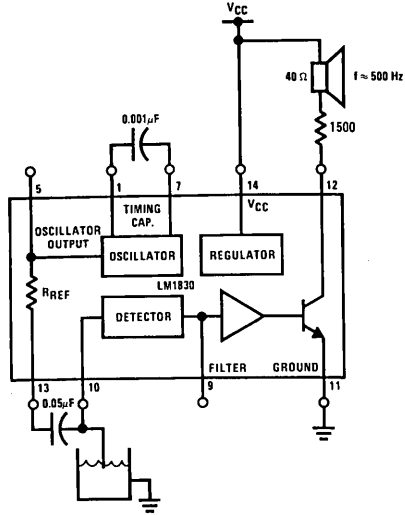 VCC
40 Ω
f ≈ 500 Hz
1500
0.001μF
5
1
7
14
12
TIMING
CAP.
VCC
OSCILLATOR
OUTPUT
OSCILLATOR
REGULATOR
LM1830
RREF
DETECTOR
FILTER
GROUND
13
10
9
11
0.05μF